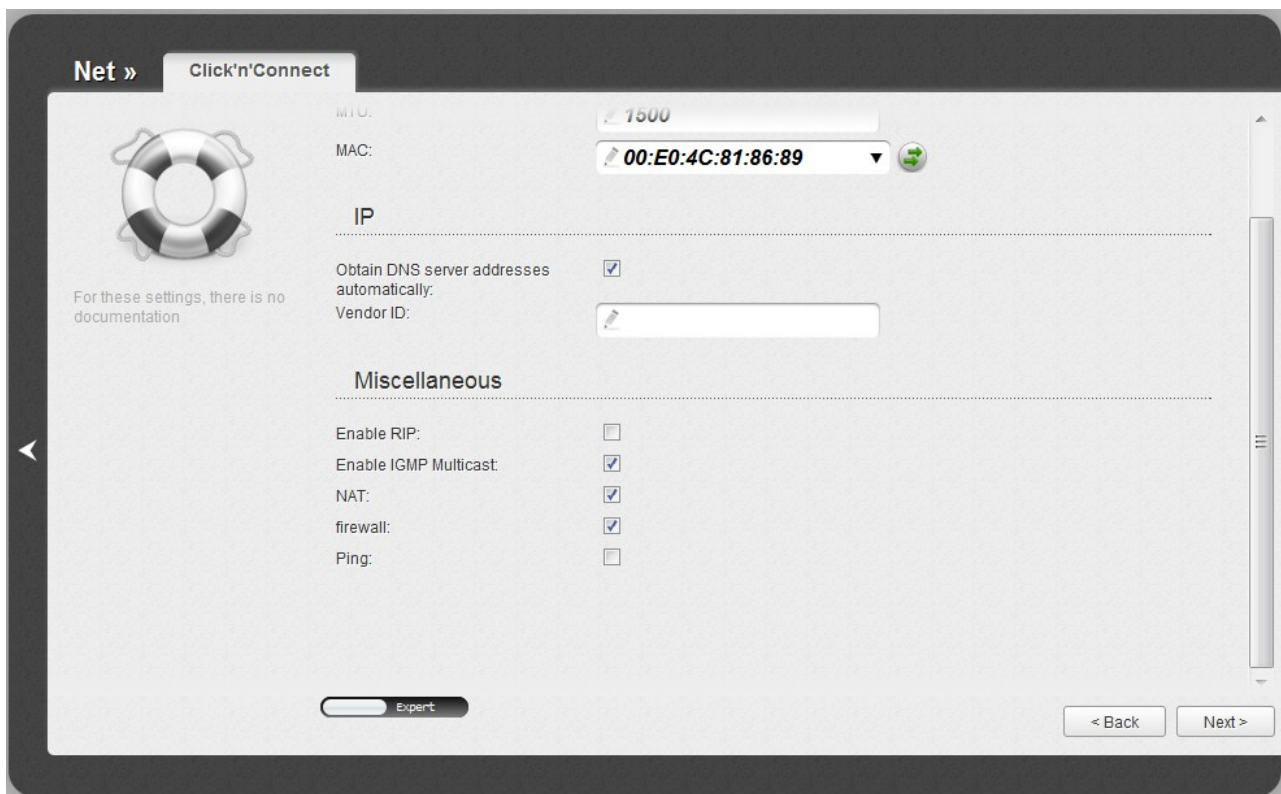 Net »
Click'n'Connect
MTU:
1500
MAC:
00:E0:4C:81:86:89
IP
Obtain DNS server addresses
automatically:
For these settings, there is no
documentation
Vendor ID:
Miscellaneous
Enable RIP:
Enable IGMP Multicast:
NAT:
firewall:
Ping:
Expert
< Back
Next >